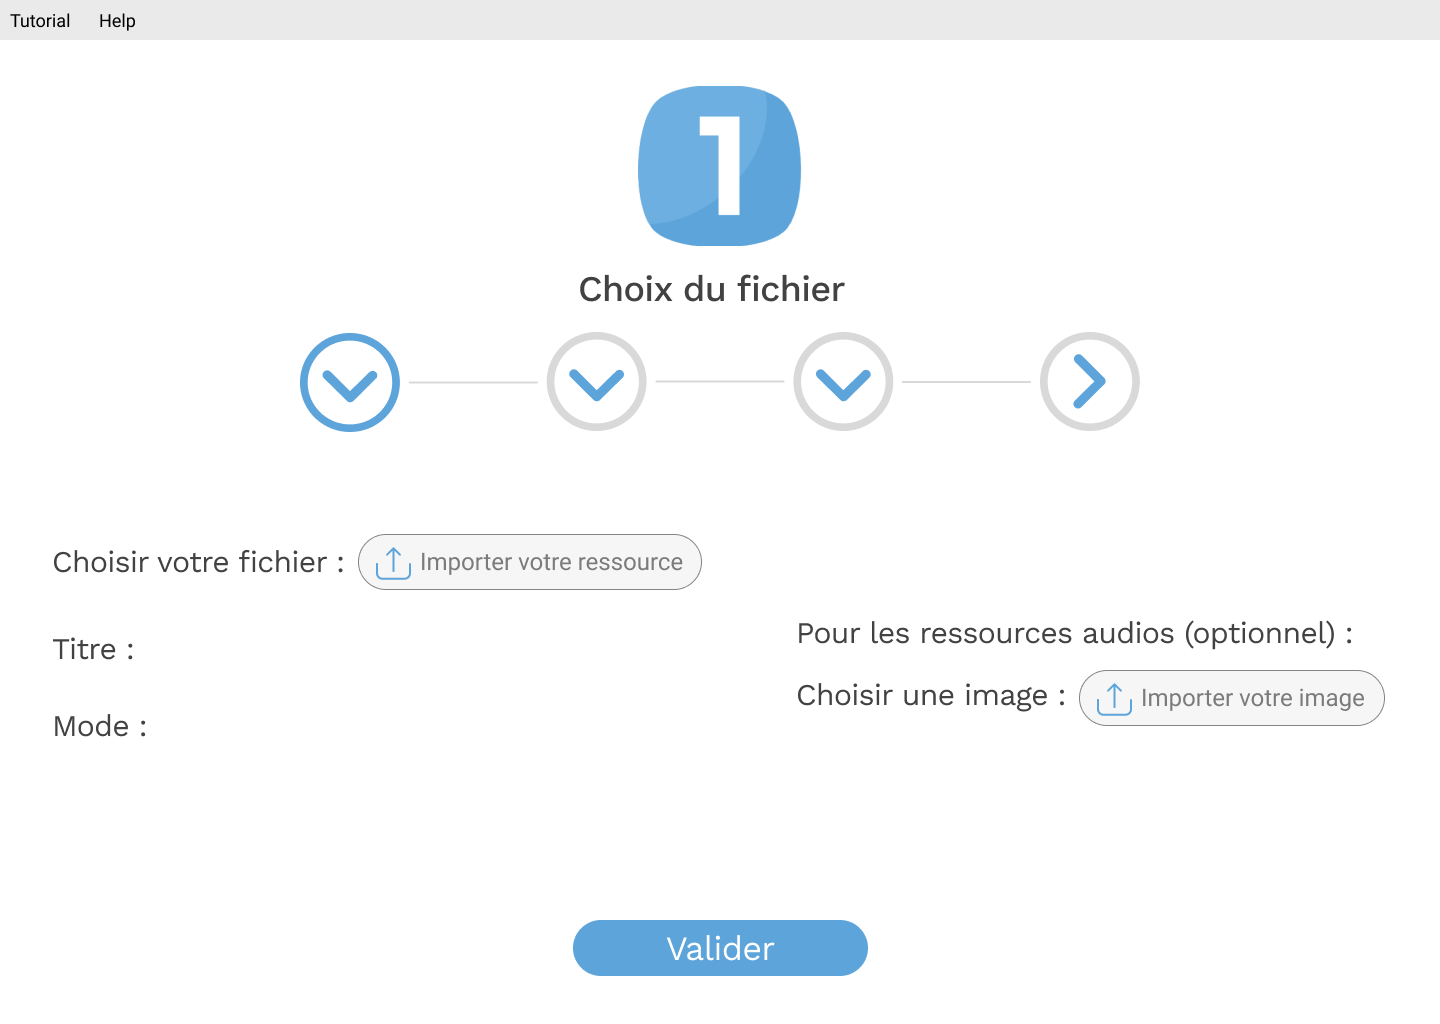 Tutorial Help
1
Choix du fichier
Choisir votre fichier : Importer votre ressource
Titre :
Mode :
Pour les ressources audios (optionnel) :
Choisir une image : Importer votre image
Valider